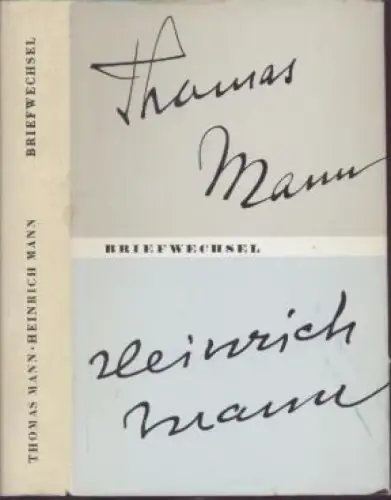 THOMAS MANN · HEINRICH MANN BRIEFWECHSEL
Thomas
Mann
BRIEFWECHSEL
Heinrich
Mann